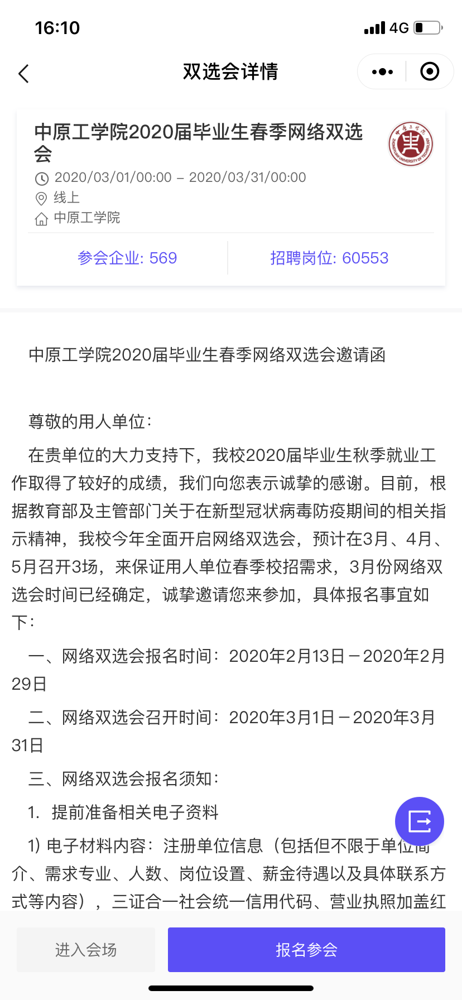 16:10
4G
双选会详情
中原工学院2020届毕业生春季网络双选
会
中原工学院
ZHONGYUAN UNIVERSITY OF TECHNOLOGY
2020/03/01/00:00 – 2020/03/31/00:00
线上
中原工学院
参会企业: 569
招聘岗位: 60553
中原工学院2020届毕业生春季网络双选会邀请函
尊敬的用人单位：
在贵单位的大力支持下，我校2020届毕业生秋季就业工
作取得了较好的成绩，我们向您表示诚挚的感谢。目前，根
据教育部及主管部门关于在新型冠状病毒防疫期间的相关指
示精神，我校今年全面开启网络双选会，预计在3月、4月、
5月召开3场，来保证用人单位春季校招需求，3月份网络双
选会时间已经确定，诚挚邀请您来参加，具体报名事宜如
下：
一、网络双选会报名时间：2020年2月13日－2020年2月
29日
二、网络双选会召开时间：2020年3月1日－2020年3月
31日
三、网络双选会报名须知：
1. 提前准备相关电子资料
1) 电子材料内容：注册单位信息（包括但不限于单位简
介、需求专业、人数、岗位设置、薪金待遇以及具体联系方
式等内容），三证合一社会统一信用代码、营业执照加盖红
进入会场
报名参会